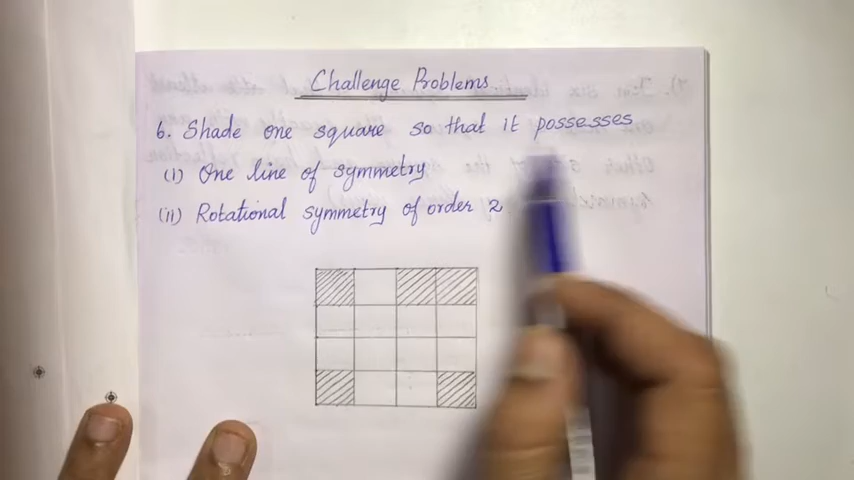 Challenge Problems
6. Shade one square so that it possesses
(i) One line of symmetry
(ii) Rotational symmetry of order 2